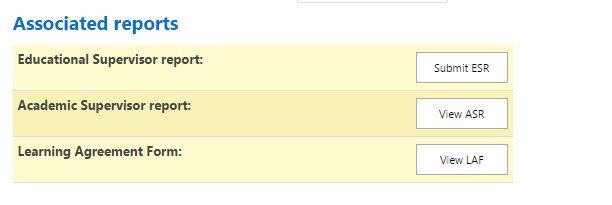 Associated reports
Educational Supervisor report:
Submit ESR
Academic Supervisor report:
View ASR
Learning Agreement Form:
View LAF